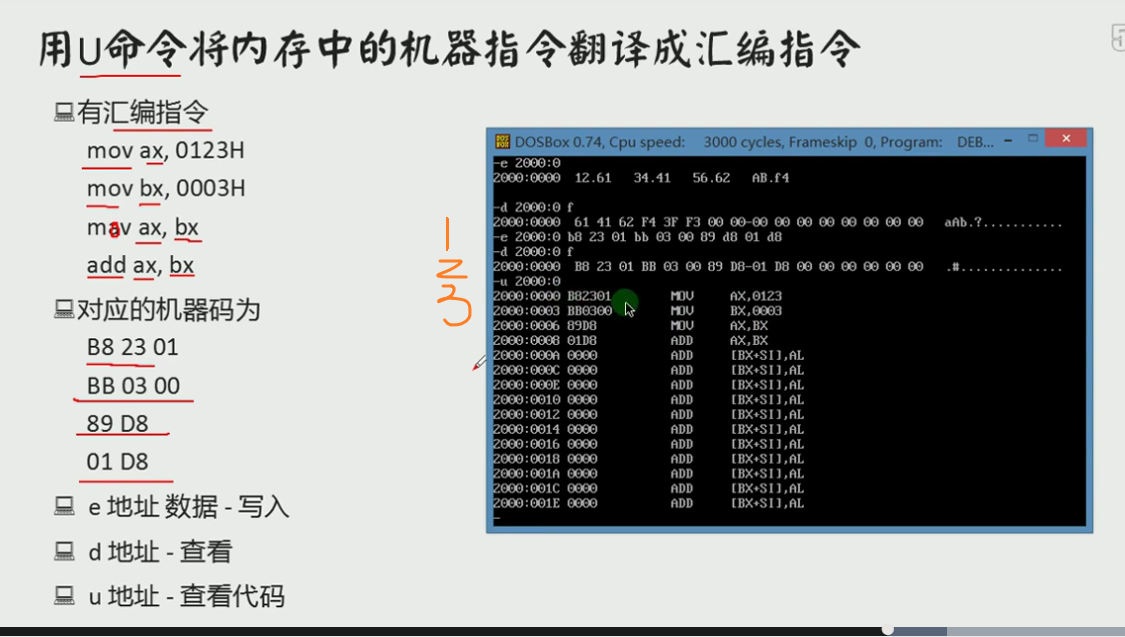 用U命令将内存中的机器指令翻译成汇编指令
有汇编指令
mov ax, 0123H
mov bx, 0003H
mov ax, bx
add ax, bx
对应的机器码为
B8 23 01
BB 03 00
89 D8
01 D8
e 地址 数据 - 写入
d 地址 - 查看
u 地址 - 查看代码
1
2
3
DOSBox 0.74, Cpu speed: 3000 cycles, Frameskip 0, Program: DEB...
-e 2000:0
2000:0000 12.61 34.41 56.62 AB.f4
-d 2000:0 f
2000:0000 61 41 62 F4 3F F3 00 00-00 00 00 00 00 00 00 00 aAb.?...........
-e 2000:0 b8 23 01 bb 03 00 89 d8 01 d8
-d 2000:0 f
2000:0000 B8 23 01 BB 03 00 89 D8-01 D8 00 00 00 00 00 00 .#..............
-u 2000:0
2000:0000 B82301 MOV AX,0123
2000:0003 BB0300 MOV BX,0003
2000:0006 89D8 MOV AX,BX
2000:0008 01D8 ADD AX,BX
2000:000A 0000 ADD [BX+SI],AL
2000:000C 0000 ADD [BX+SI],AL
2000:000E 0000 ADD [BX+SI],AL
2000:0010 0000 ADD [BX+SI],AL
2000:0012 0000 ADD [BX+SI],AL
2000:0014 0000 ADD [BX+SI],AL
2000:0016 0000 ADD [BX+SI],AL
2000:0018 0000 ADD [BX+SI],AL
2000:001A 0000 ADD [BX+SI],AL
2000:001C 0000 ADD [BX+SI],AL
2000:001E 0000 ADD [BX+SI],AL
-